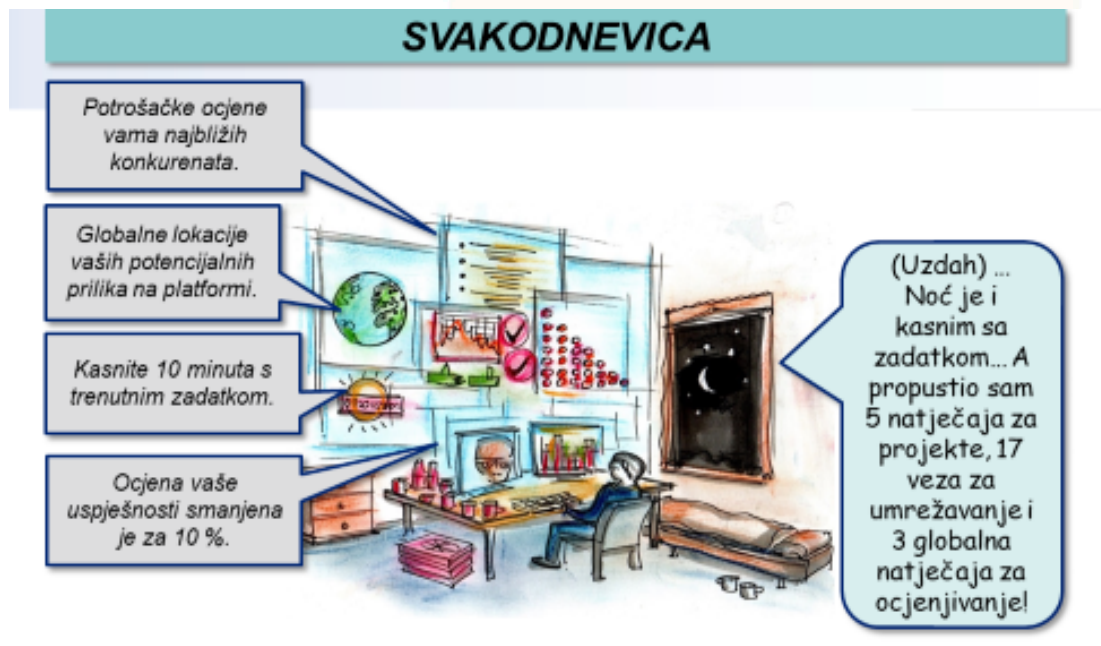 SVAKODNEVICA
Potrošačke ocjene
vama najbližih
konkurenata.
Globalne lokacije
vaših potencijalnih
prilika na platformi.
Kasnite 10 minuta s
trenutnim zadatkom.
Ocjena vaše
uspješnosti smanjena
je za 10 %.
(Uzdah) ...
Noć je i
kasnim sa
zadatkom... A
propustio sam
5 natječaja za
projekte, 17
veza za
umrežavanje i
3 globalna
natječaja za
ocjenjivanje!